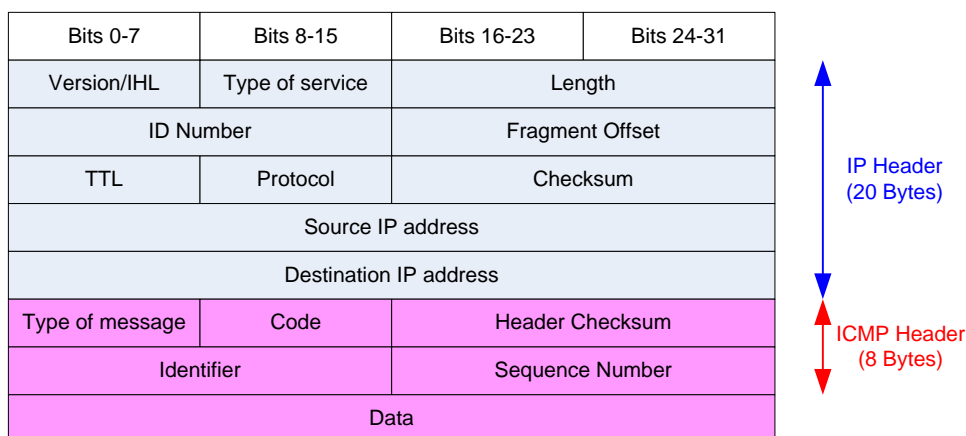 Bits 0-7 Bits 8-15 Bits 16-23 Bits 24-31
Version/IHL Type of service Length
ID Number Fragment Offset
TTL Protocol Checksum
Source IP address
Destination IP address
Type of message Code Header Checksum
Identifier Sequence Number
Data
IP Header
(20 Bytes)
ICMP Header
(8 Bytes)